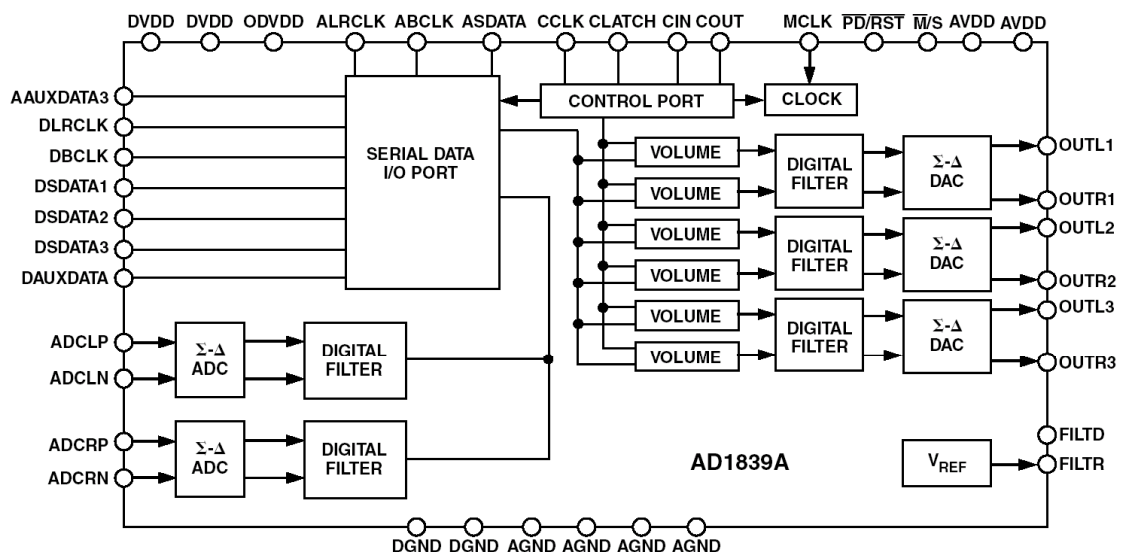 DVDD DVDD ODVDD ALRCLK ABCLK ASDATA CCLK CLATCH CIN COUT MCLK PD/RST M/S AVDD AVDD
AAUXDATA3
DLRCLK
DBCLK
DSDATA1
DSDATA2
DSDATA3
DAUXDATA
SERIAL DATA
I/O PORT
CONTROL PORT
CLOCK
VOLUME
VOLUME
VOLUME
VOLUME
VOLUME
VOLUME
DIGITAL
FILTER
DIGITAL
FILTER
DIGITAL
FILTER
Σ-Δ
DAC
Σ-Δ
DAC
Σ-Δ
DAC
OUTL1
OUTR1
OUTL2
OUTR2
OUTL3
OUTR3
ADCLP
ADCLN
Σ-Δ
ADC
DIGITAL
FILTER
ADCRP
ADCRN
Σ-Δ
ADC
DIGITAL
FILTER
AD1839A
VREF
FILTD
FILTR
DGND DGND AGND AGND AGND AGND